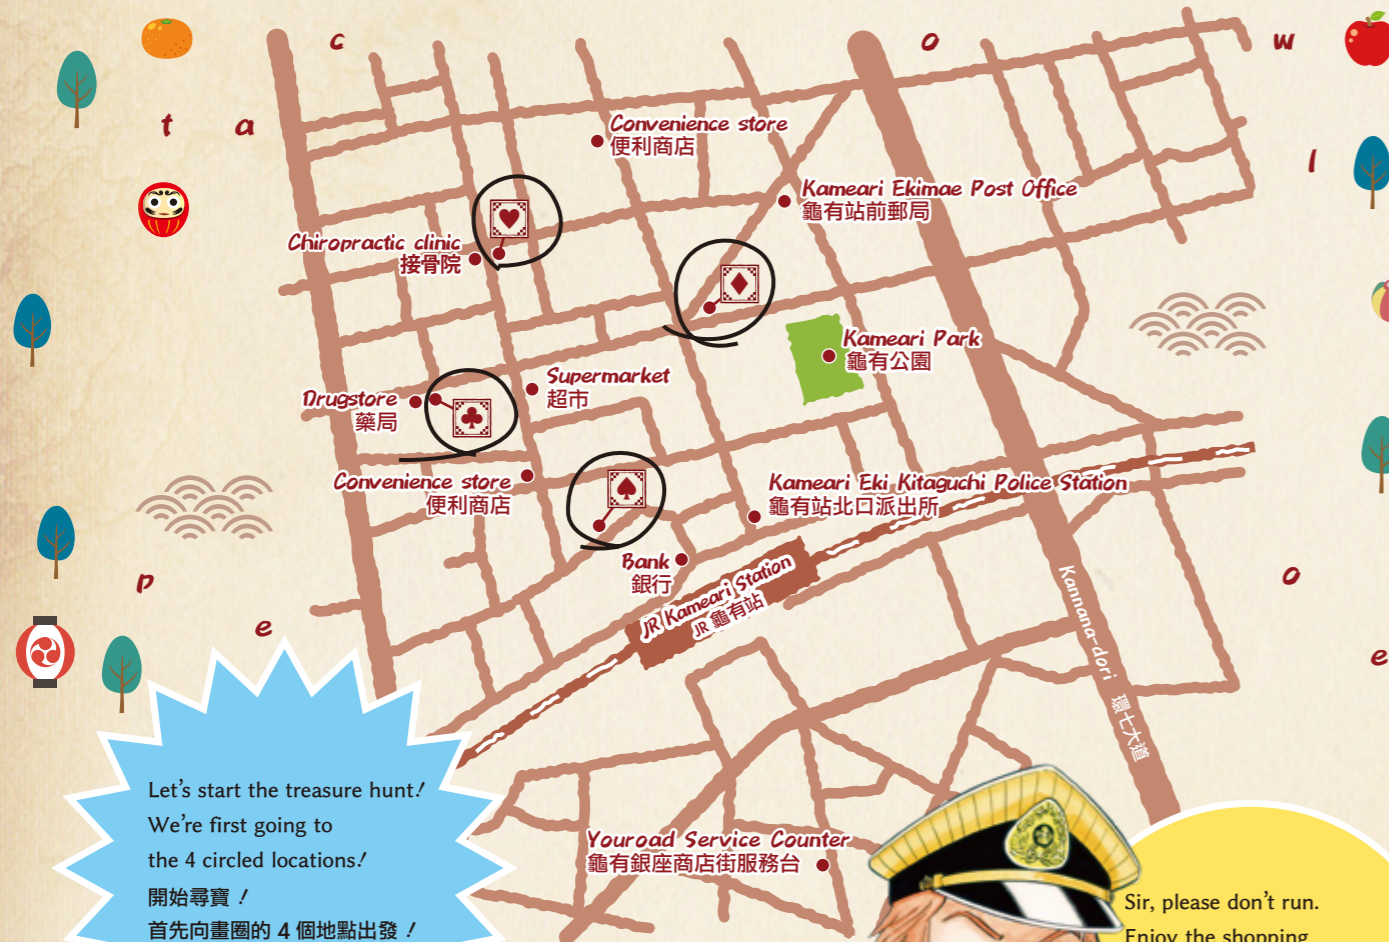 c
o
w
t a
l
Convenience store
便利商店
Kameari Ekimae Post Office
龜有站前郵局
Chiropractic clinic
接骨院
Kameari Park
龜有公園
Supermarket
超市
Drugstore
藥局
Convenience store
便利商店
Kameari Eki Kitaguchi Police Station
龜有站北口派出所
Bank
銀行
JR Kameari Station
JR 龜有站
Kannana-dori 環七大道
p
e
o
e
Let's start the treasure hunt!
We're first going to
the 4 circled locations!
開始尋寶！
首先向畫圈的 4 個地點出發！
Youroad Service Counter
龜有銀座商店街服務台
Sir, please don't run.
Enjoy the shopping